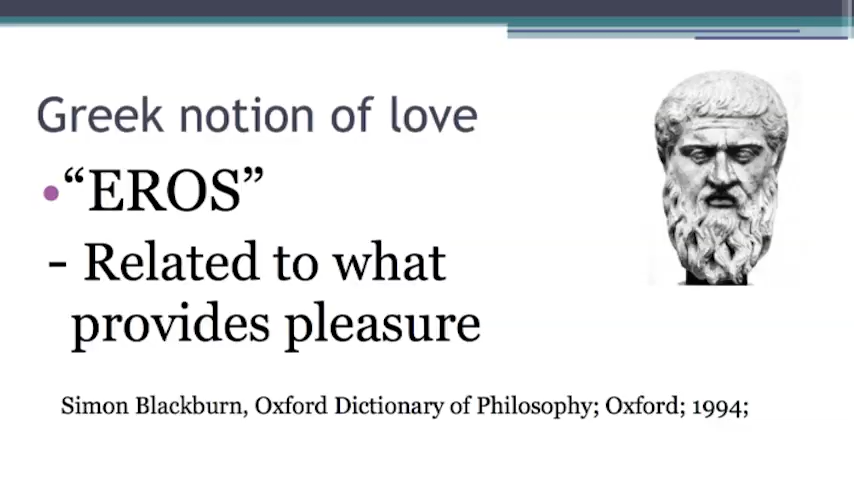 Greek notion of love
•“EROS”
- Related to what
provides pleasure
Simon Blackburn, Oxford Dictionary of Philosophy; Oxford; 1994;